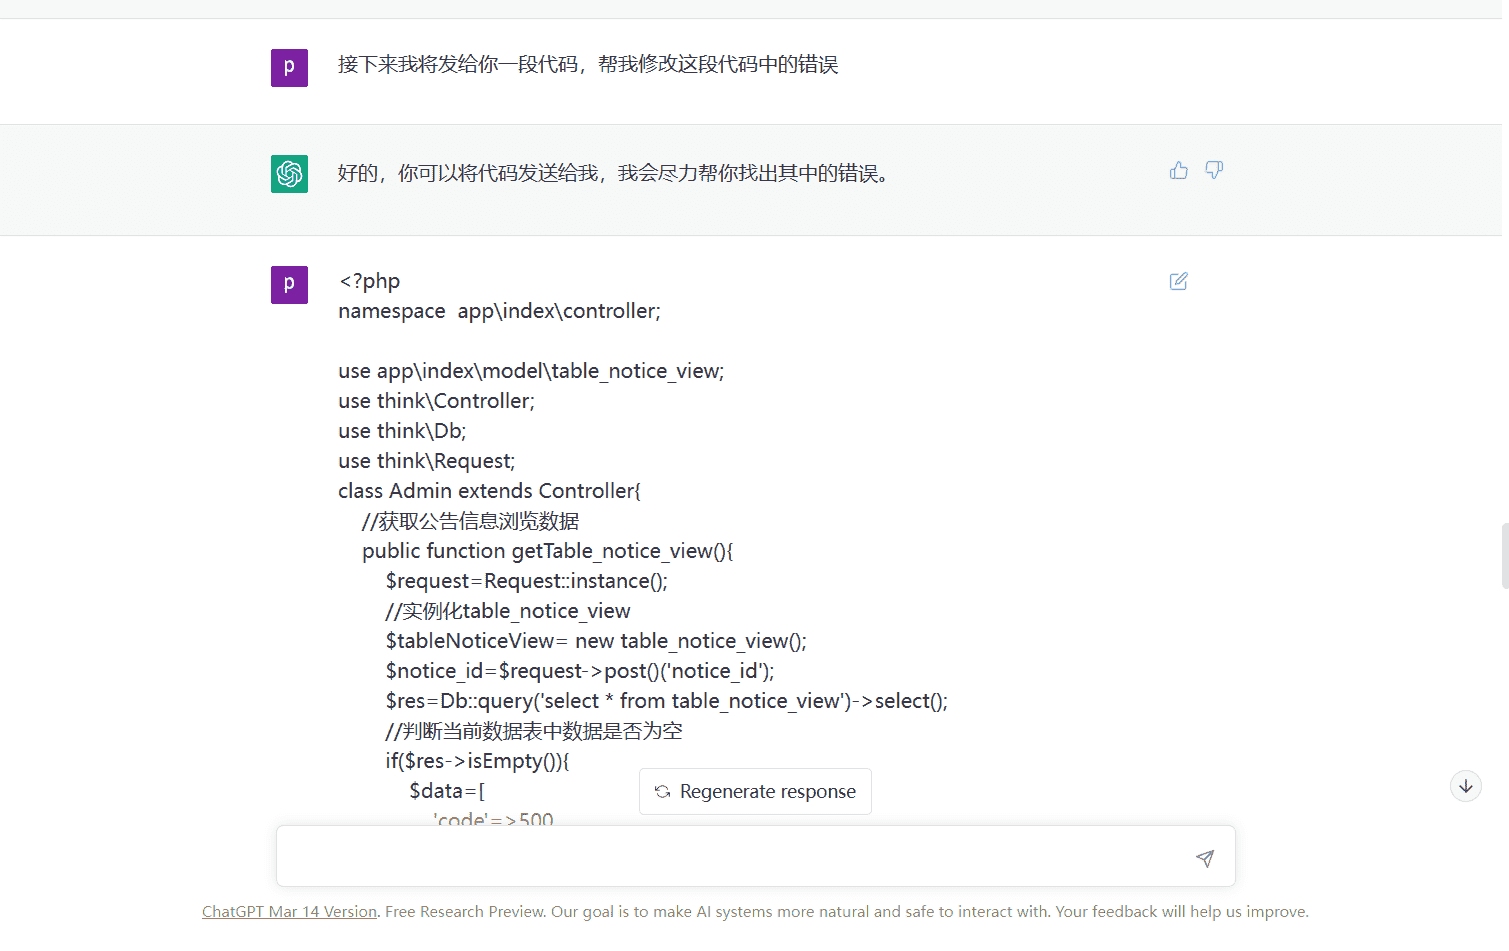 p
接下来我将发给你一段代码，帮我修改这段代码中的错误
好的，你可以将代码发送给我，我会尽力帮你找出其中的错误。
p
<?php
namespace  app\index\controller;
use app\index\model\table_notice_view;
use think\Controller;
use think\Db;
use think\Request;
class Admin extends Controller{
//获取公告信息浏览数据
public function getTable_notice_view(){
$request=Request::instance();
//实例化table_notice_view
$tableNoticeView= new table_notice_view();
$notice_id=$request->post()('notice_id');
$res=Db::query('select * from table_notice_view')->select();
//判断当前数据表中数据是否为空
if($res->isEmpty()){
$data=[
'code'=>500
Regenerate response
ChatGPT Mar 14 Version. Free Research Preview. Our goal is to make AI systems more natural and safe to interact with. Your feedback will help us improve.